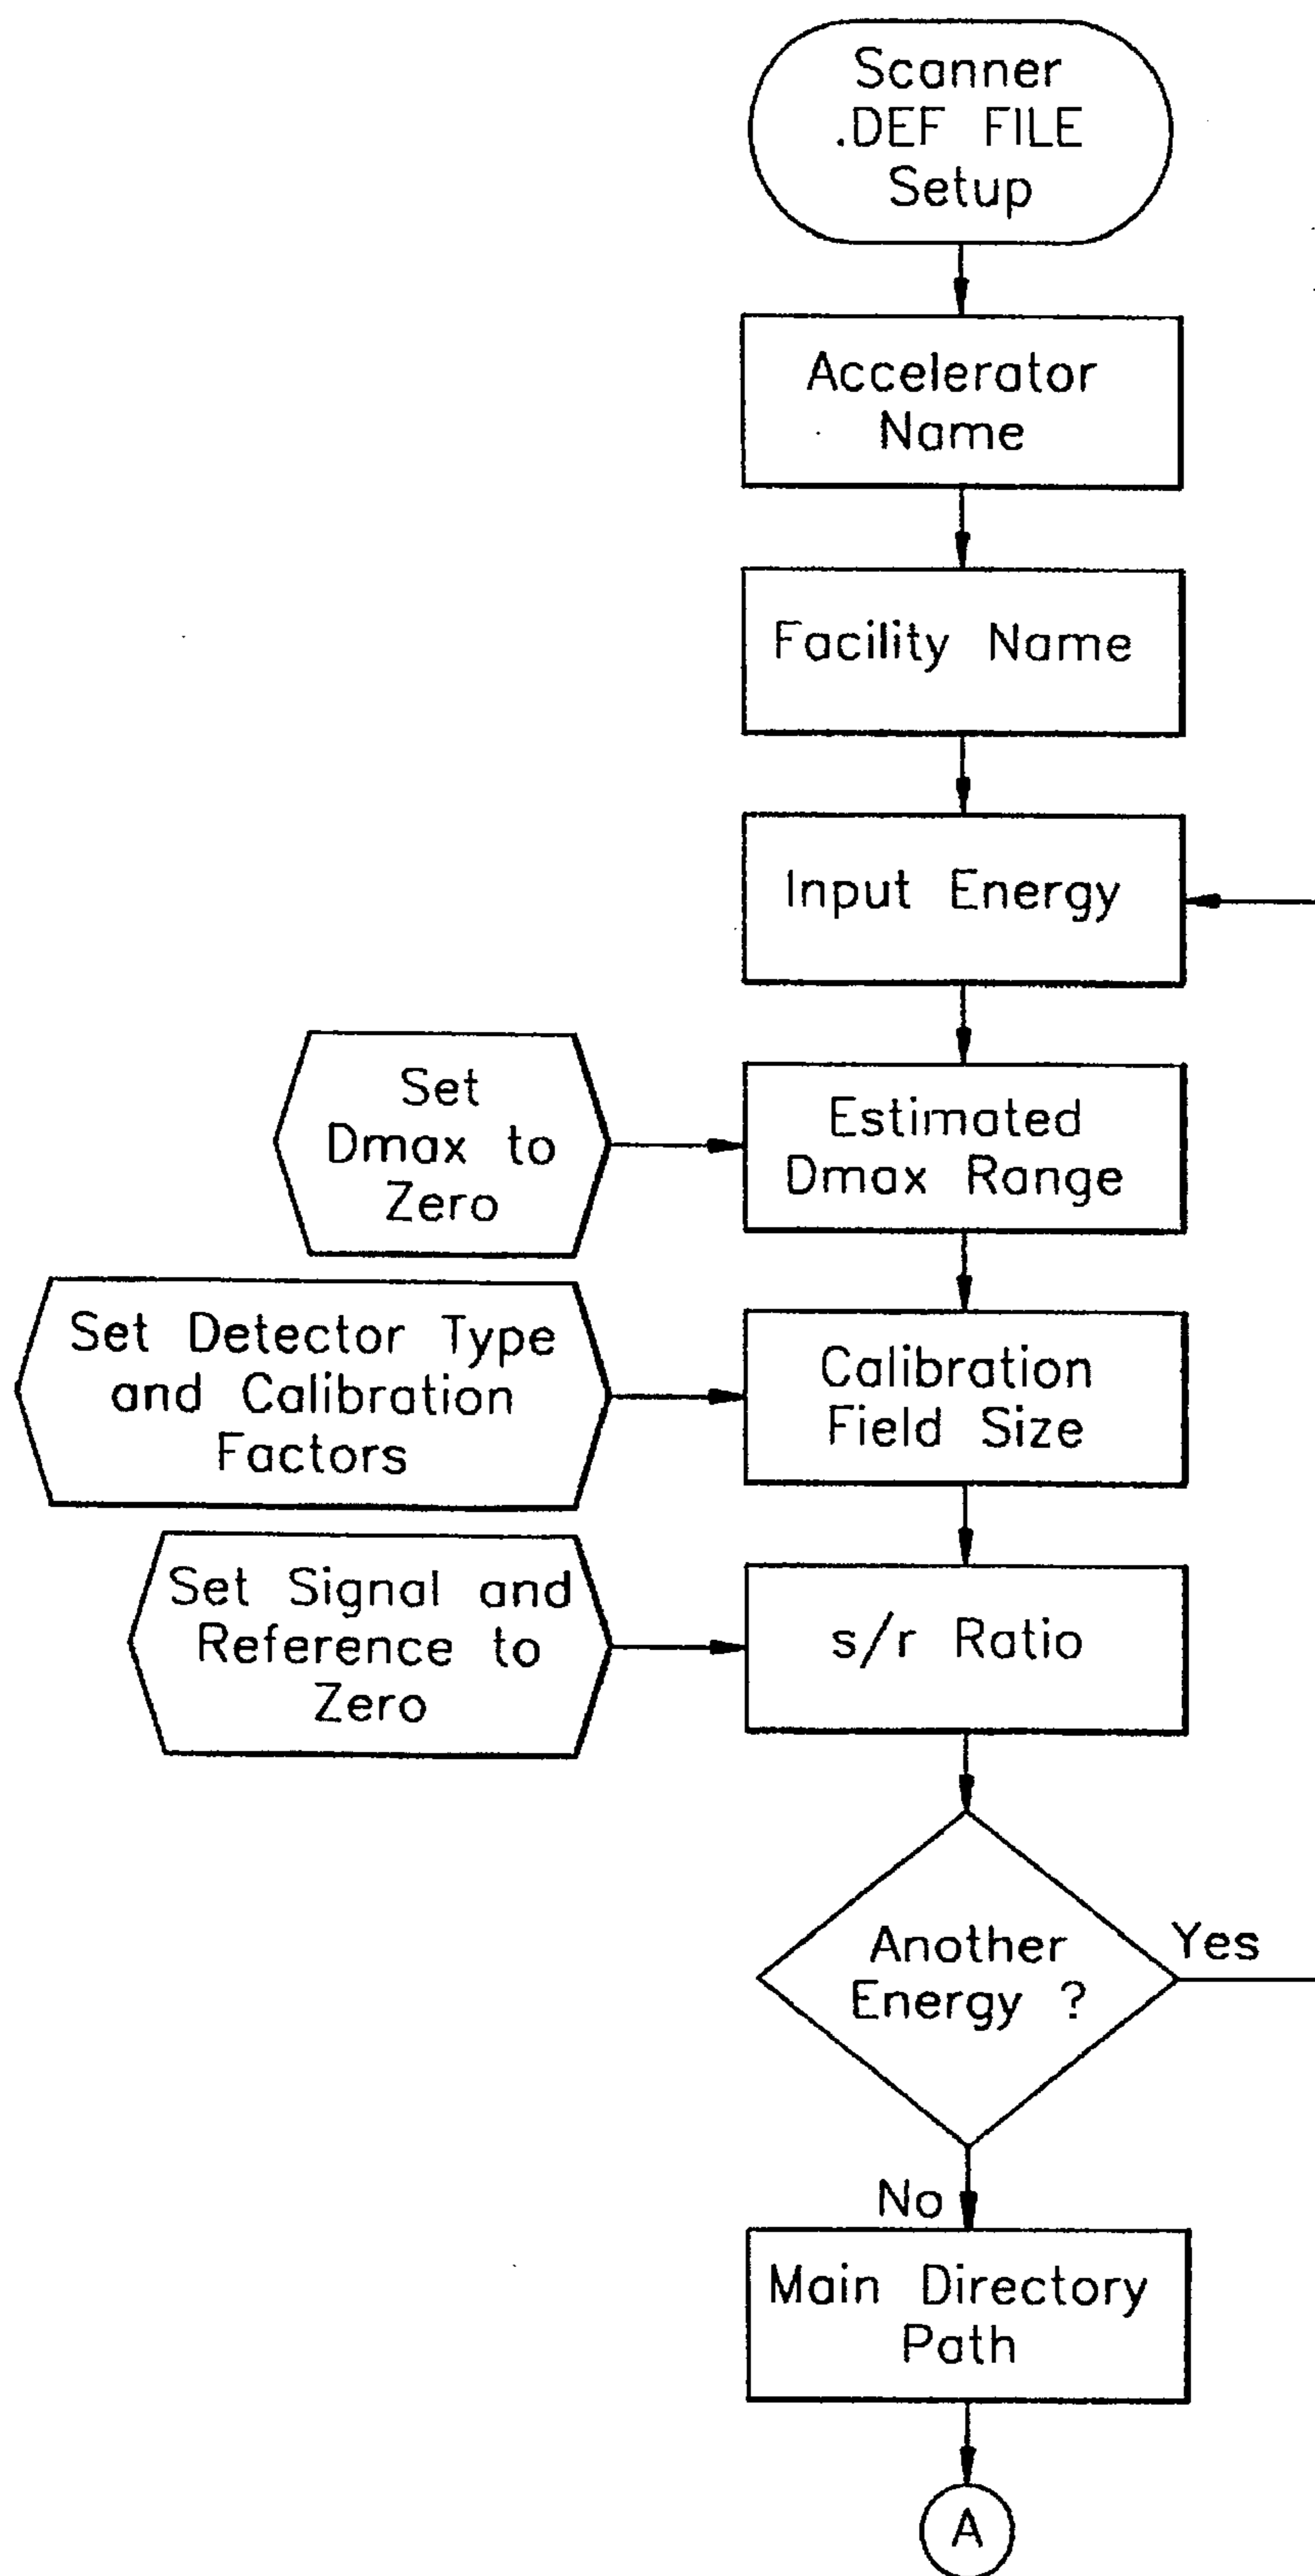 Scanner
.DEF FILE
Setup
Accelerator
Name
Facility Name
Input Energy
Set
Dmax to
Zero
Estimated
Dmax Range
Set Detector Type
and Calibration
Factors
Calibration
Field Size
Set Signal and
Reference to
Zero
s/r Ratio
Another
Energy ?
Yes
No
Main Directory
Path
A